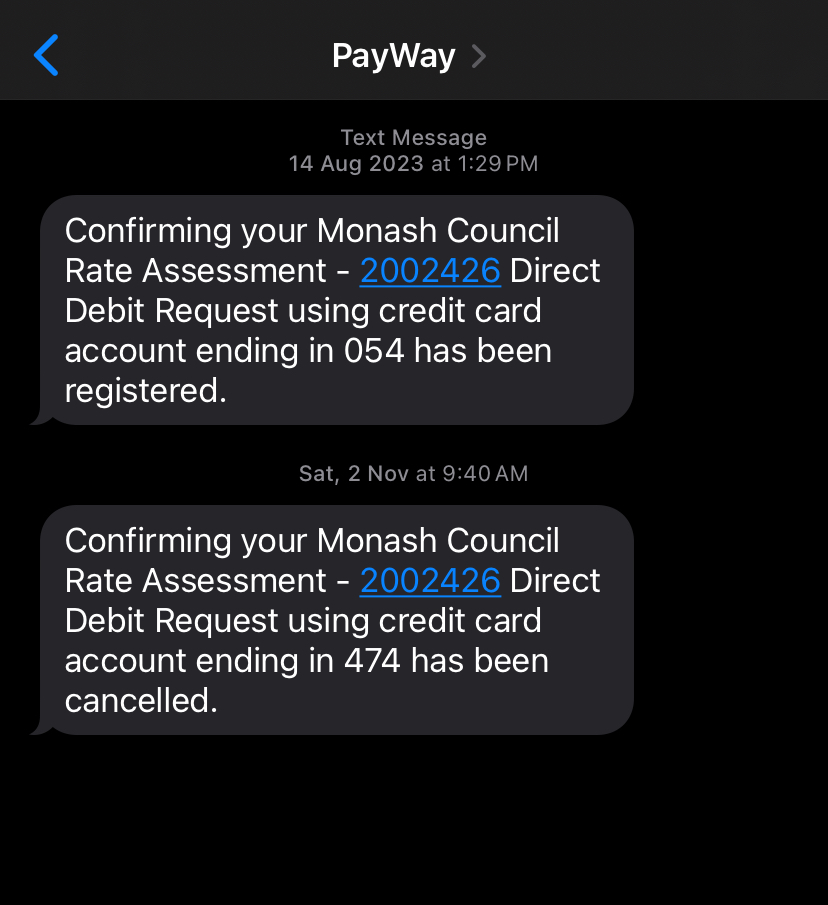 PayWay
Text Message
14 Aug 2023 at 1:29 PM
Confirming your Monash Council
Rate Assessment - 2002426 Direct
Debit Request using credit card
account ending in 054 has been
registered.
Sat, 2 Nov at 9:40 AM
Confirming your Monash Council
Rate Assessment - 2002426 Direct
Debit Request using credit card
account ending in 474 has been
cancelled.